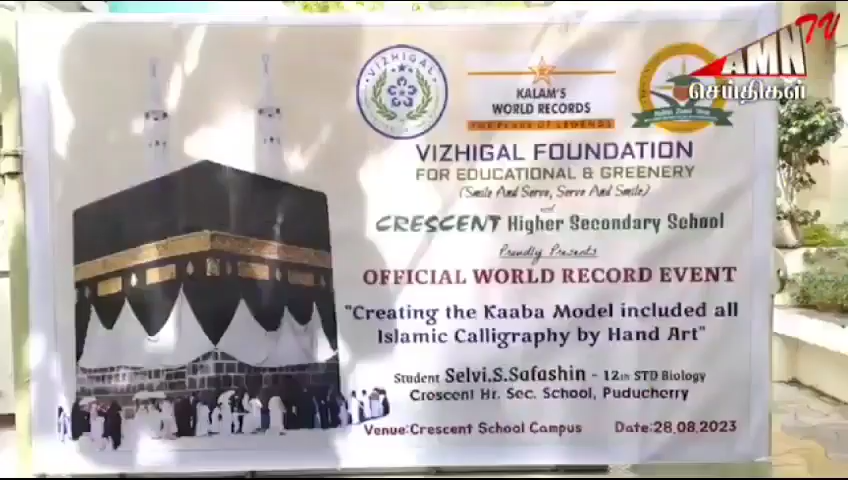 AMN TV
செய்திகள்
VIZHIGAL
KALAM'S
WORLD RECORDS
THE PLACE OF LEGENDS
VIZHIGAL FOUNDATION
FOR EDUCATIONAL & GREENERY
(Smile And Serve, Serve And Smile)
and
CRESCENT Higher Secondary School
Proudly Presents
OFFICIAL WORLD RECORD EVENT
"Creating the Kaaba Model included all
Islamic Calligraphy by Hand Art"
Student Selvi.S.Safashin - 12th STD Biology
Crescent Hr. Sec. School, Puducherry
Venue:Crescent School Campus Date:28.08.2023